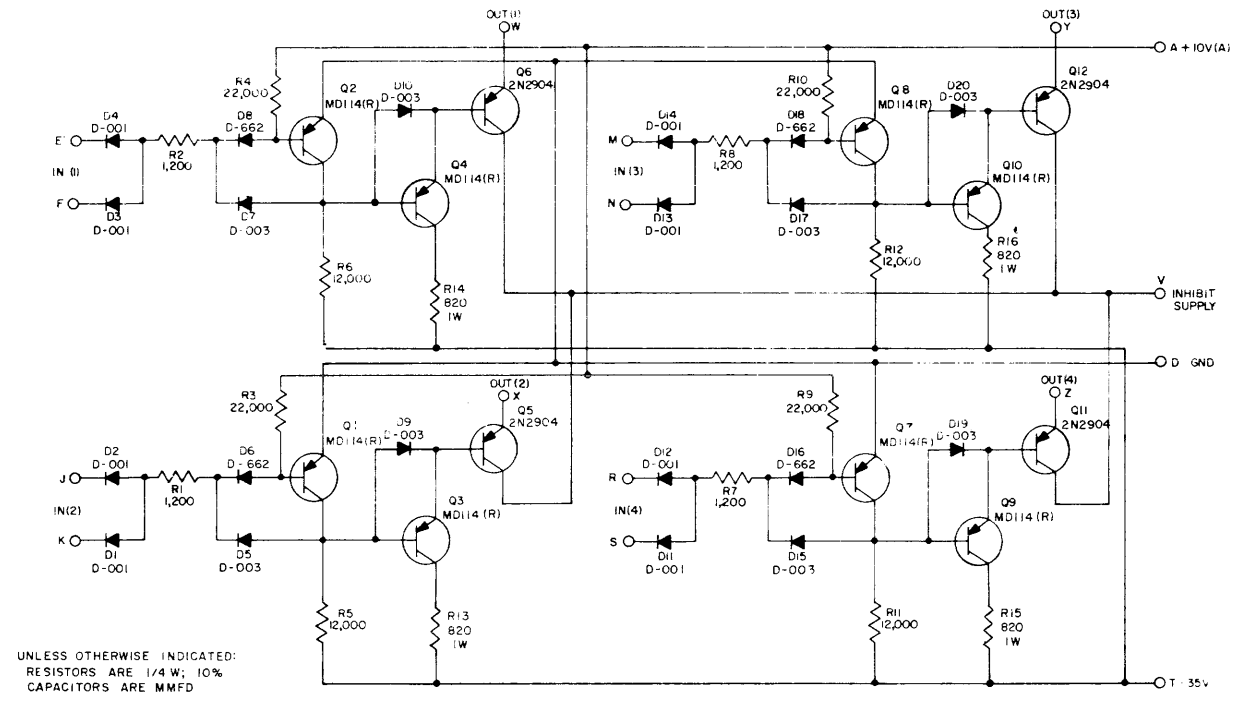 OUT(1)
W
OUT(3)
Y
A +10V(A)
R4
22,000
Q2
MD114(R)
D10
D-003
Q6
2N2904
R10
22,000
Q8
MD114(R)
D20
D-003
Q12
2N2904
D4
D-001
D8
D-662
D14
D-001
D18
D-662
E
R2
1,200
M
R8
1,200
IN (1)
Q4
MD114(R)
IN (3)
Q10
MD114(R)
F
D3
D-001
D7
D-003
N
D13
D-001
D17
D-003
R6
12,000
R14
820
1W
R12
12,000
R16
820
1W
V
INHIBIT
SUPPLY
D GND
R3
22,000
OUT(2)
X
R9
22,000
OUT(4)
Z
Q1
MD114(R)
D9
D-003
Q5
2N2904
Q7
MD114(R)
D19
D-003
Q11
2N2904
D2
D-001
D6
D-662
D12
D-001
D16
D-662
J
R1
1,200
R
R7
1,200
IN(2)
Q3
MD114(R)
IN(4)
Q9
MD114(R)
K
D1
D-001
D5
D-003
S
D11
D-001
D15
D-003
R5
12,000
R13
820
1W
R11
12,000
R15
820
1W
UNLESS OTHERWISE INDICATED:
RESISTORS ARE 1/4 W; 10%
CAPACITORS ARE MMFD
T -35V